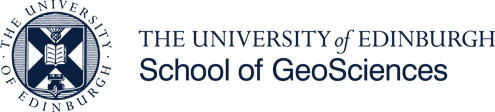 THE UNIVERSITY
OF EDINBURGH
THE UNIVERSITY of EDINBURGH
School of GeoSciences